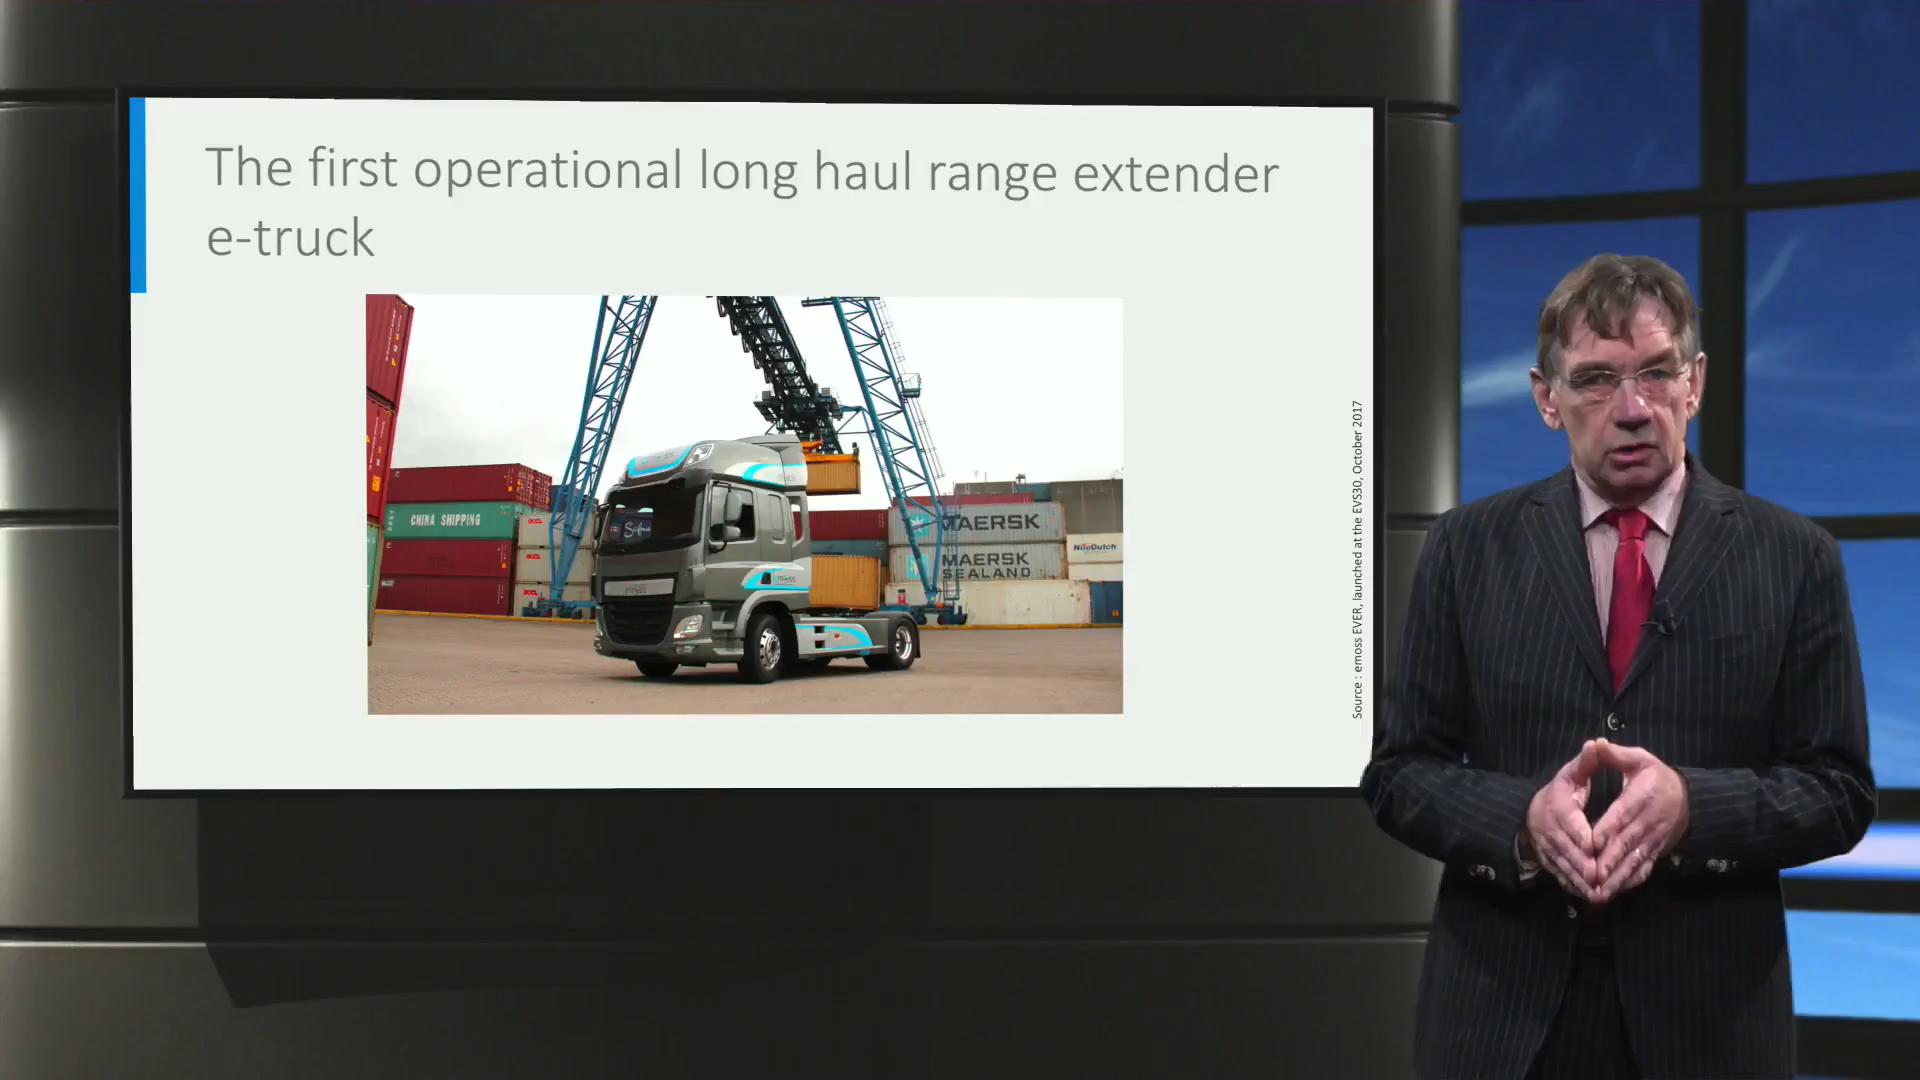 The first operational long haul range extender
e-truck
CHINA SHIPPING
MAERSK
MAERSK
SEALAND
NileDutch
Source : emoss EVER, launched at the EVS30, October 2017